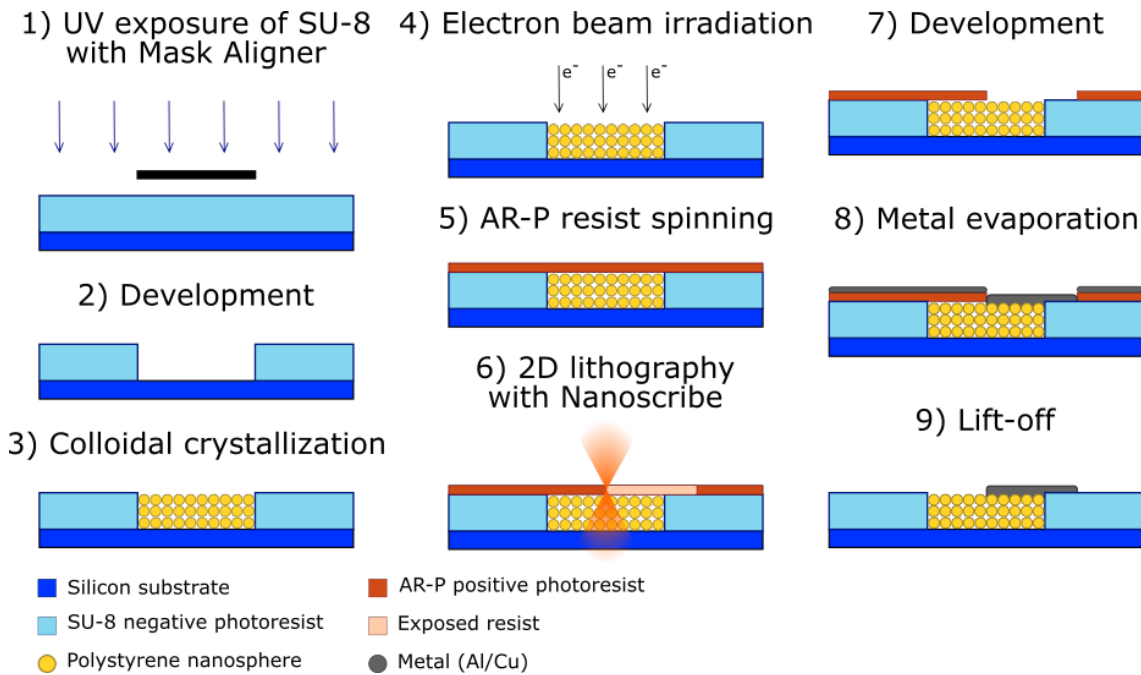 1) UV exposure of SU-8
with Mask Aligner
2) Development
3) Colloidal crystallization
4) Electron beam irradiation
e⁻ e⁻ e⁻
5) AR-P resist spinning
6) 2D lithography
with Nanoscribe
7) Development
8) Metal evaporation
9) Lift-off
Silicon substrate
SU-8 negative photoresist
Polystyrene nanosphere
AR-P positive photoresist
Exposed resist
Metal (Al/Cu)